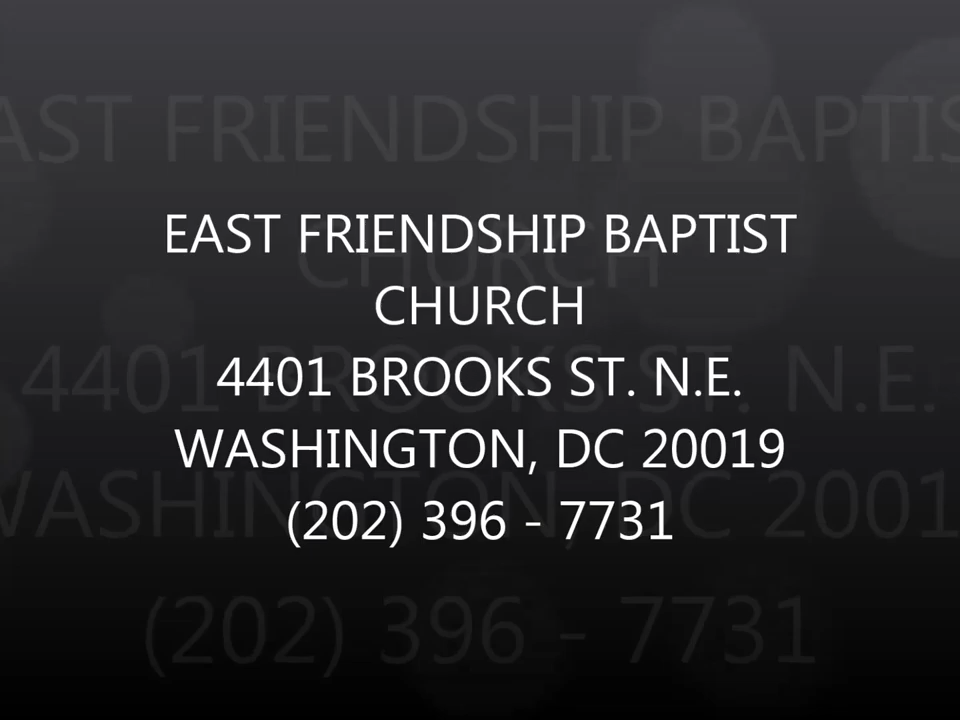 EAST FRIENDSHIP BAPTIST
CHURCH
4401 BROOKS ST. N.E.
WASHINGTON, DC 20019
(202) 396 - 7731